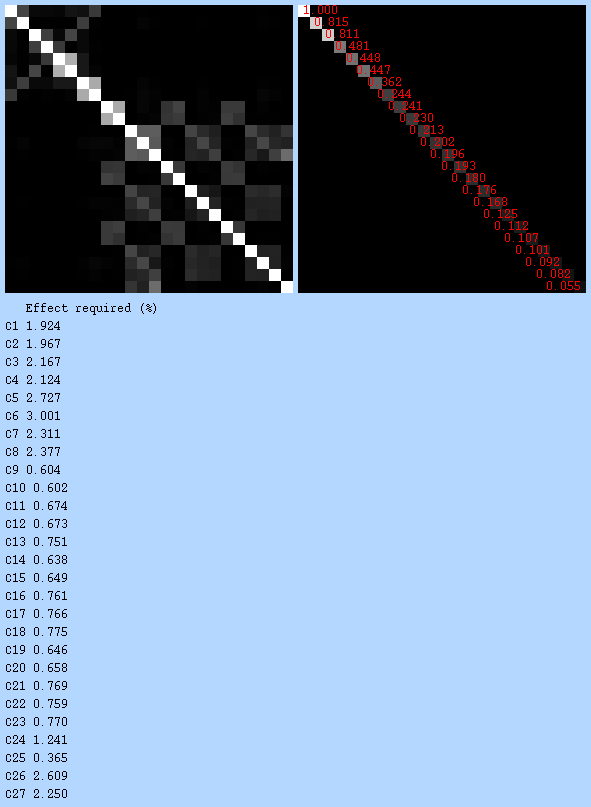 1.000
0.815
0.811
0.481
0.448
0.447
0.362
0.244
0.241
0.230
0.213
0.202
0.196
0.193
0.180
0.176
0.168
0.125
0.112
0.107
0.101
0.092
0.082
0.055
Effect required (%)
C1 1.924
C2 1.967
C3 2.167
C4 2.124
C5 2.727
C6 3.001
C7 2.311
C8 2.377
C9 0.604
C10 0.602
C11 0.674
C12 0.673
C13 0.751
C14 0.638
C15 0.649
C16 0.761
C17 0.766
C18 0.775
C19 0.646
C20 0.658
C21 0.769
C22 0.759
C23 0.770
C24 1.241
C25 0.365
C26 2.609
C27 2.250